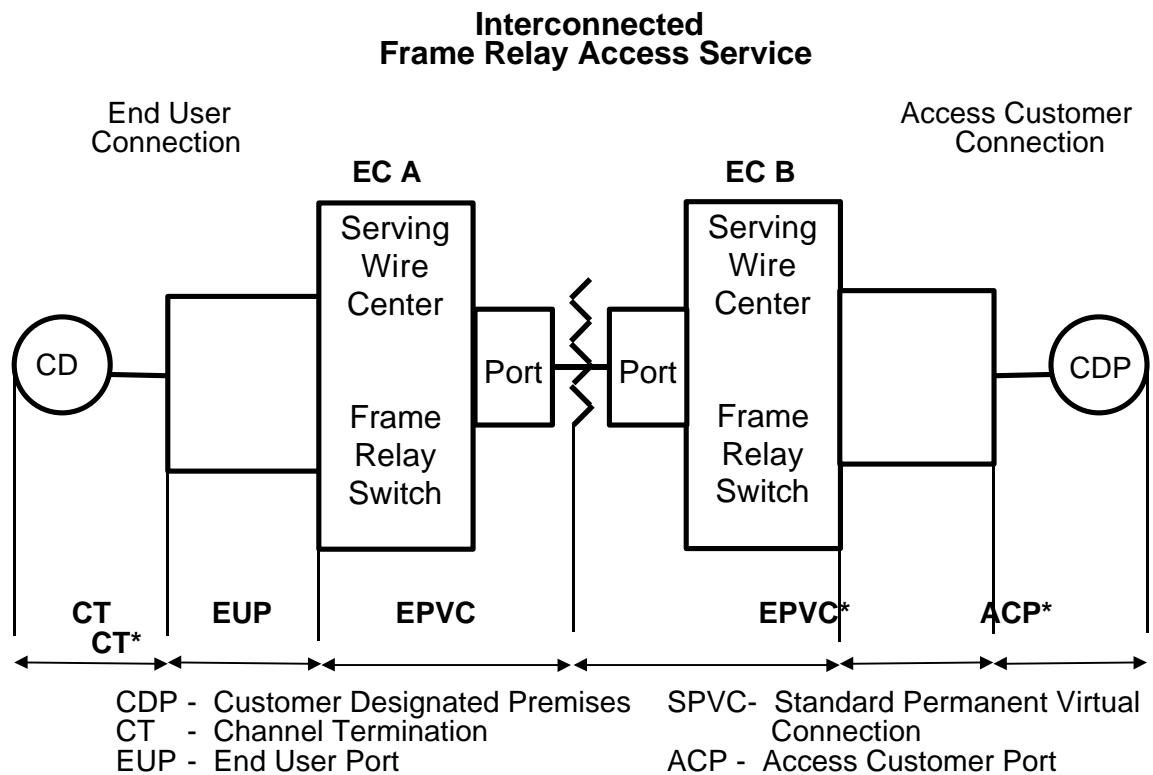 Interconnected
Frame Relay Access Service
End User
Connection
Access Customer
Connection
EC A
EC B
Serving
Wire
Center
Frame
Relay
Switch
Port
Port
Serving
Wire
Center
Frame
Relay
Switch
CD
CDP
CT
CT*
EUP
EPVC
EPVC*
ACP*
CDP - Customer Designated Premises
CT - Channel Termination
EUP - End User Port
SPVC- Standard Permanent Virtual
Connection
ACP - Access Customer Port